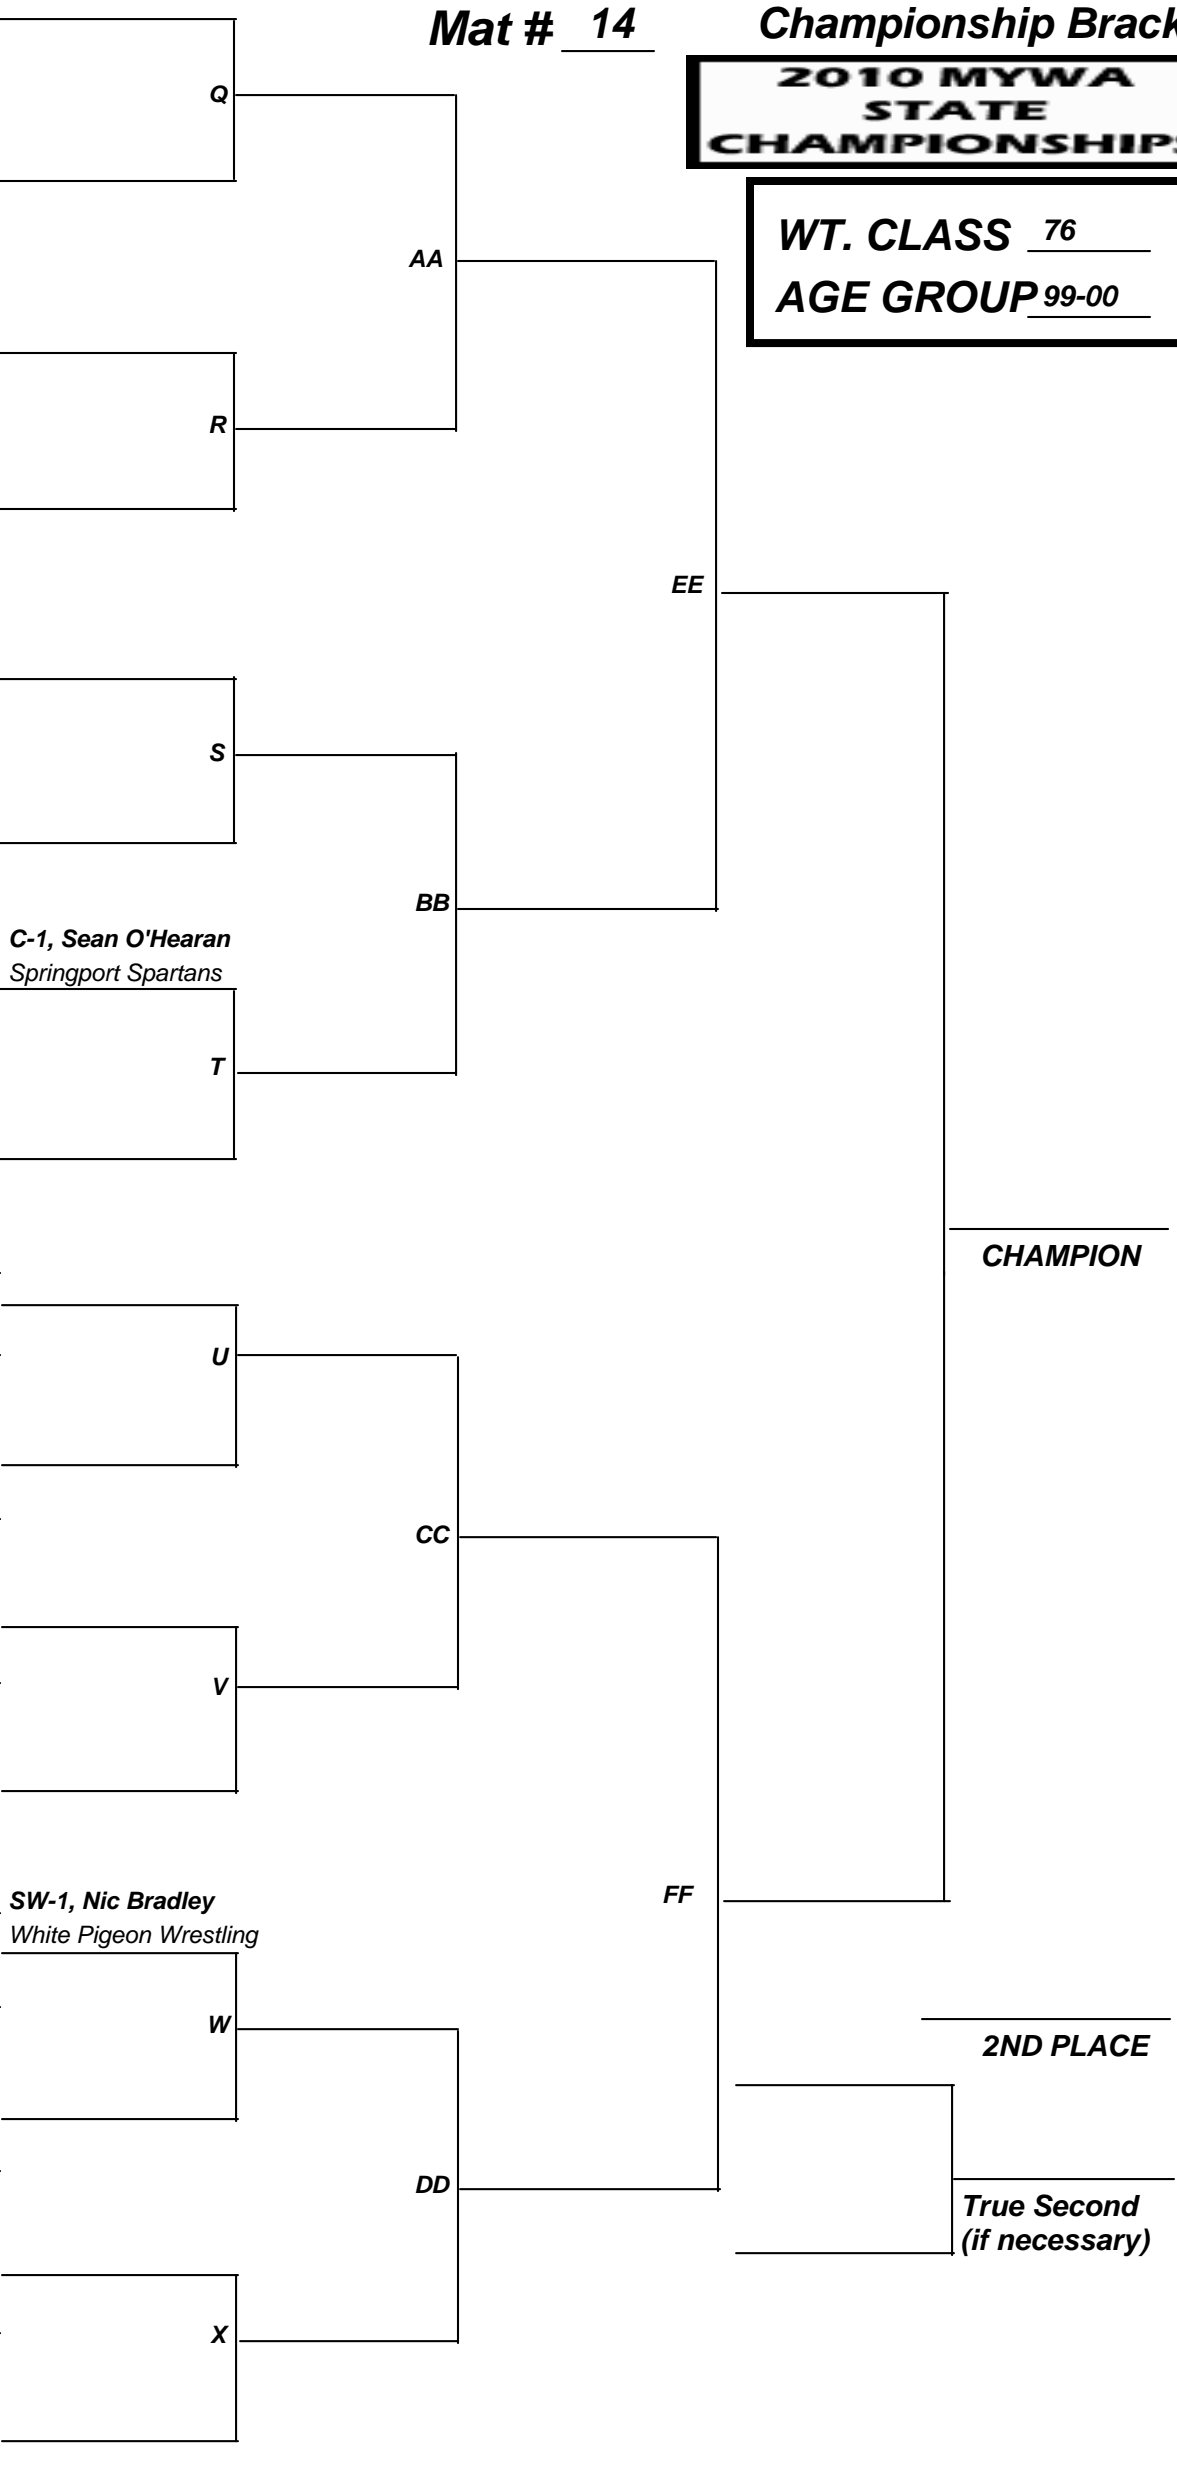 Mat # 14
Championship Brack
2010 MYWA
STATE
CHAMPIONSHIPS
Q
WT. CLASS 76
AA
AGE GROUP 99-00
R
EE
S
BB
C-1, Sean O'Hearan
Springport Spartans
T
CHAMPION
U
CC
V
SW-1, Nic Bradley
FF
White Pigeon Wrestling
W
2ND PLACE
DD
True Second
(if necessary)
X